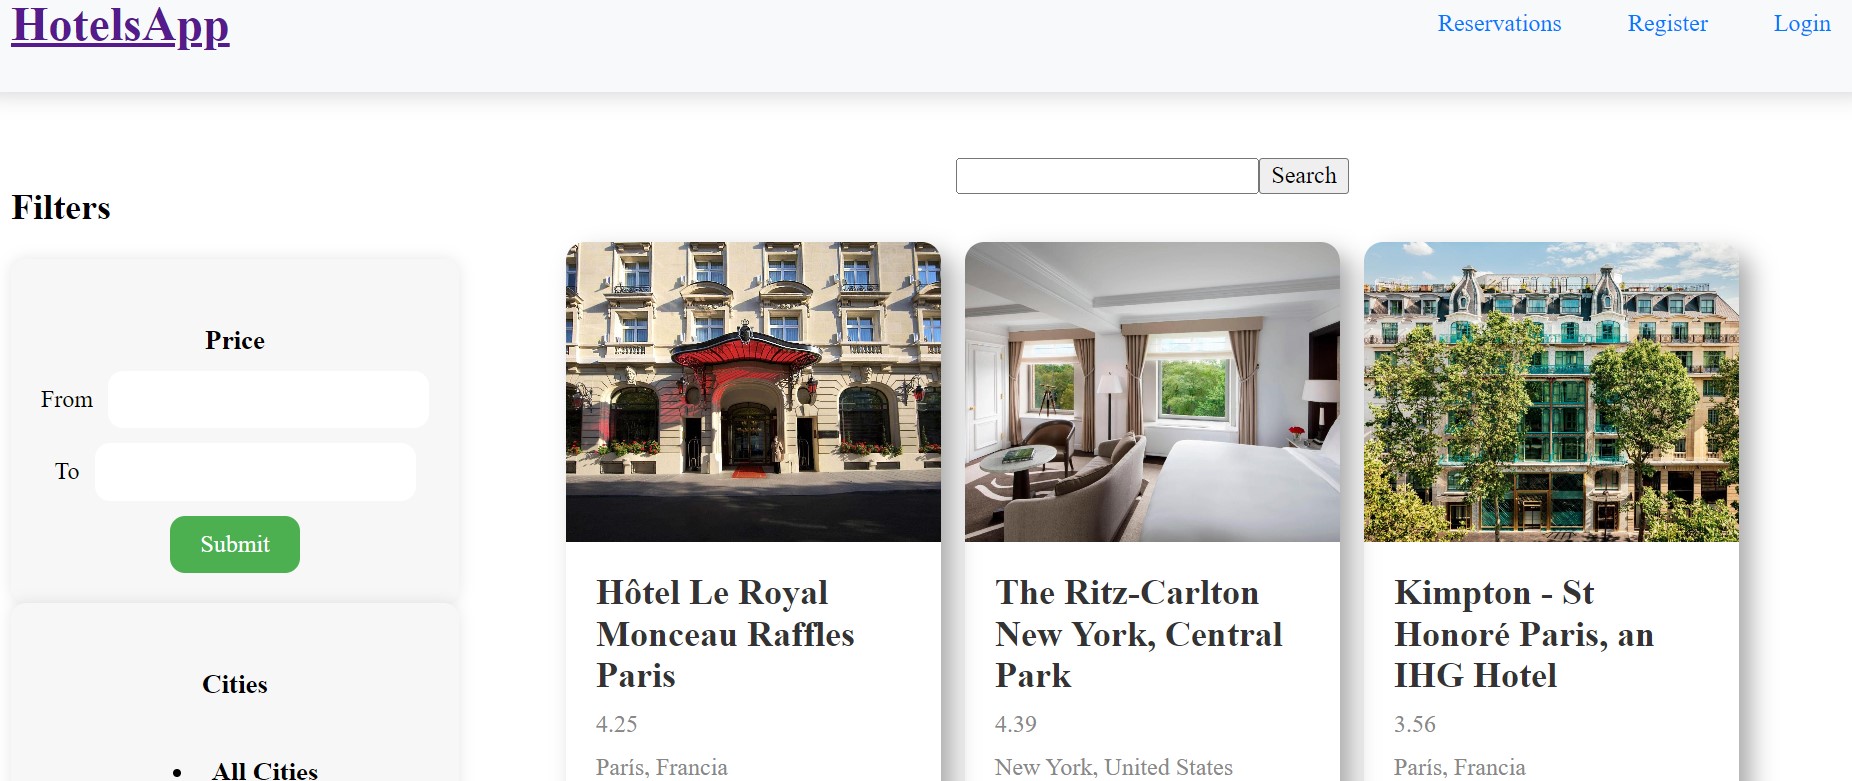 HotelsApp
Reservations
Register
Login
Search
Filters
Price
From
To
Submit
Cities
All Cities
Hôtel Le Royal
Monceau Raffles
Paris
4.25
París, Francia
The Ritz-Carlton
New York, Central
Park
4.39
New York, United States
Kimpton - St
Honoré Paris, an
IHG Hotel
3.56
París, Francia